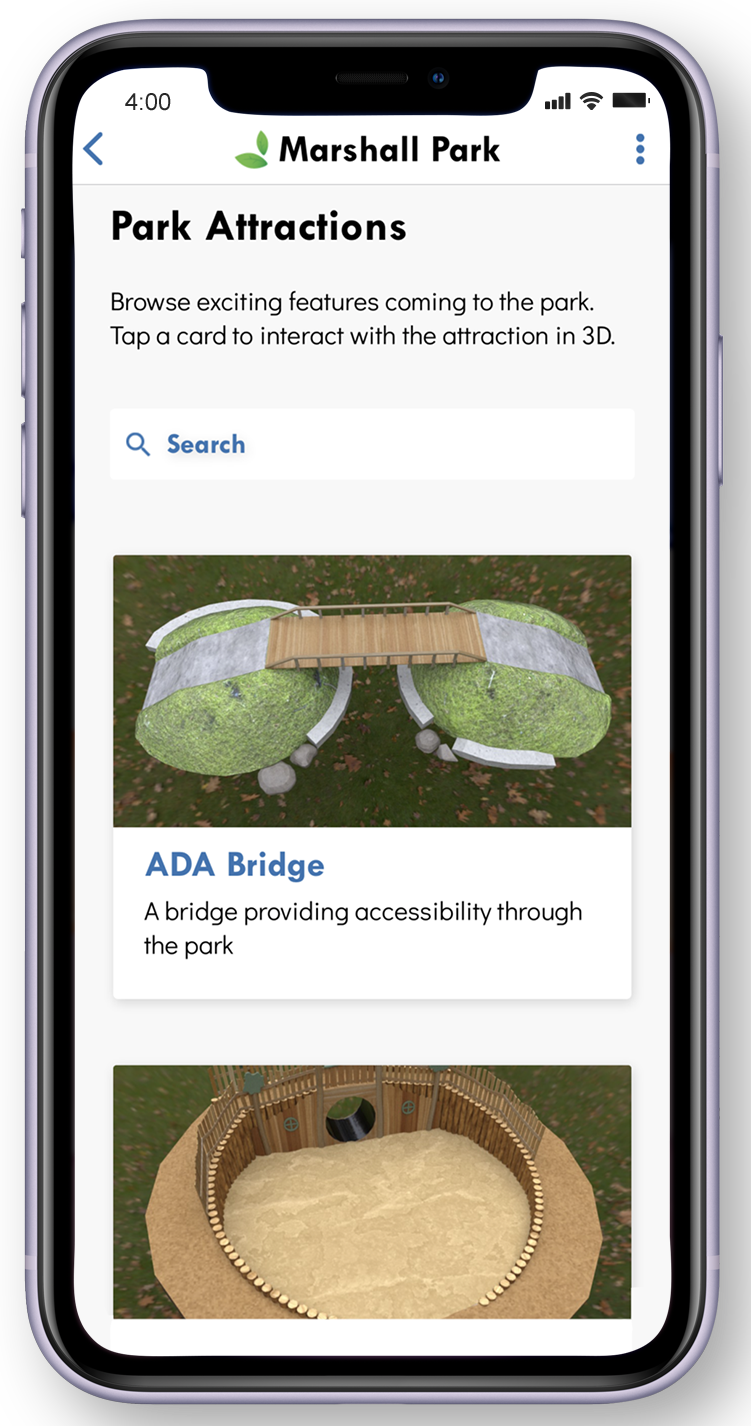 4:00
Marshall Park
Park Attractions
Browse exciting features coming to the park.
Tap a card to interact with the attraction in 3D.
Search
ADA Bridge
A bridge providing accessibility through
the park